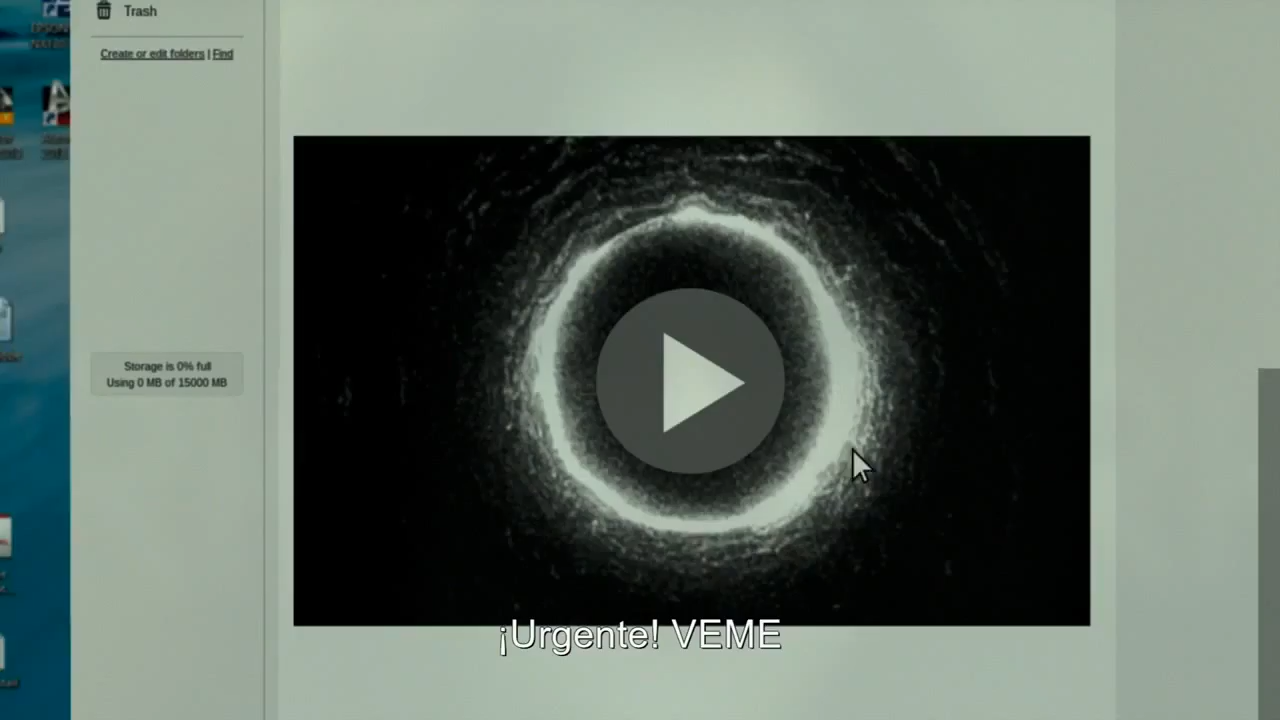 Trash
Create or edit folders | Find
Storage is 0% full
Using 0 MB of 15000 MB
¡Urgente! VEME